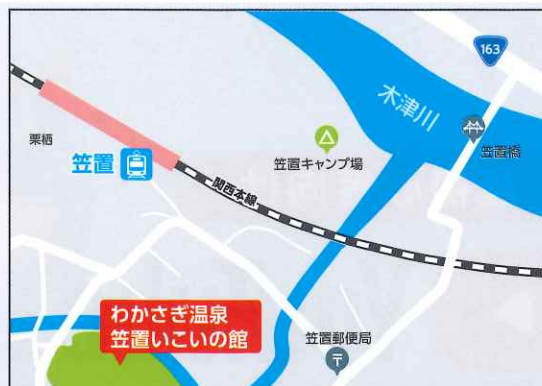 163
木津川
栗栖
笠置
笠置キャンプ場
笠置橋
関西本線
わかさぎ温泉
笠置いこいの館
笠置郵便局
〒